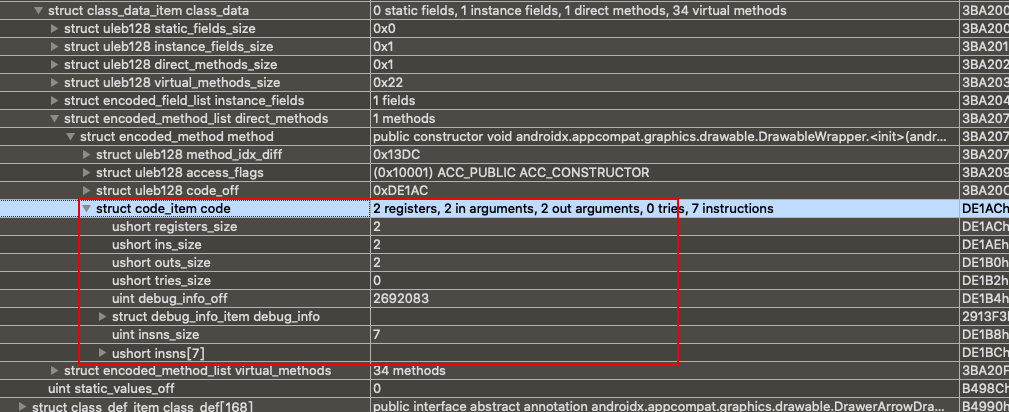 struct class_data_item class_data 0 static fields, 1 instance fields, 1 direct methods, 34 virtual methods 3BA200
struct uleb128 static_fields_size 0x0 3BA200
struct uleb128 instance_fields_size 0x1 3BA201
struct uleb128 direct_methods_size 0x1 3BA202
struct uleb128 virtual_methods_size 0x22 3BA203
struct encoded_field_list instance_fields 1 fields 3BA204
struct encoded_method_list direct_methods 1 methods 3BA207
struct encoded_method method public constructor void androidx.appcompat.graphics.drawable.DrawableWrapper.<init>(andr... 3BA207
struct uleb128 method_idx_diff 0x13DC 3BA207
struct uleb128 access_flags (0x10001) ACC_PUBLIC ACC_CONSTRUCTOR 3BA209
struct uleb128 code_off 0xDE1AC 3BA20C
struct code_item code 2 registers, 2 in arguments, 2 out arguments, 0 tries, 7 instructions DE1ACh
ushort registers_size 2 DE1ACh
ushort ins_size 2 DE1AEh
ushort outs_size 2 DE1B0h
ushort tries_size 0 DE1B2h
uint debug_info_off 2692083 DE1B4h
struct debug_info_item debug_info 2913F3
uint insns_size 7 DE1B8h
ushort insns[7] DE1BCh
struct encoded_method_list virtual_methods 34 methods 3BA20F
uint static_values_off 0 B498Ch
struct class_def_item class_def[168] public interface abstract annotation androidx.appcompat.graphics.drawable.DrawerArrowDra... B4990h